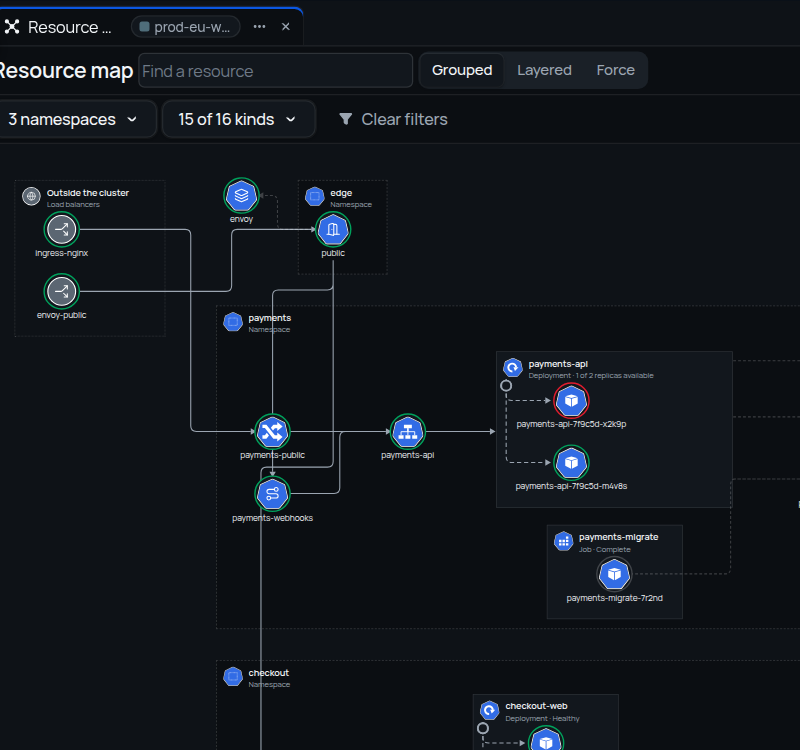 Resource ...
prod-eu-w...
Resource map
Find a resource
Grouped
Layered
Force
3 namespaces
15 of 16 kinds
Clear filters
Outside the cluster
Load balancers
ingress-nginx
envoy-public
envoy
edge
Namespace
public
payments
Namespace
payments-public
payments-webhooks
payments-api
payments-api
Deployment · 1 of 2 replicas available
payments-api-7f9c5d-x2k9p
payments-api-7f9c5d-m4v8s
payments-migrate
Job · Complete
payments-migrate-7r2nd
checkout
Namespace
checkout-web
Deployment · Healthy